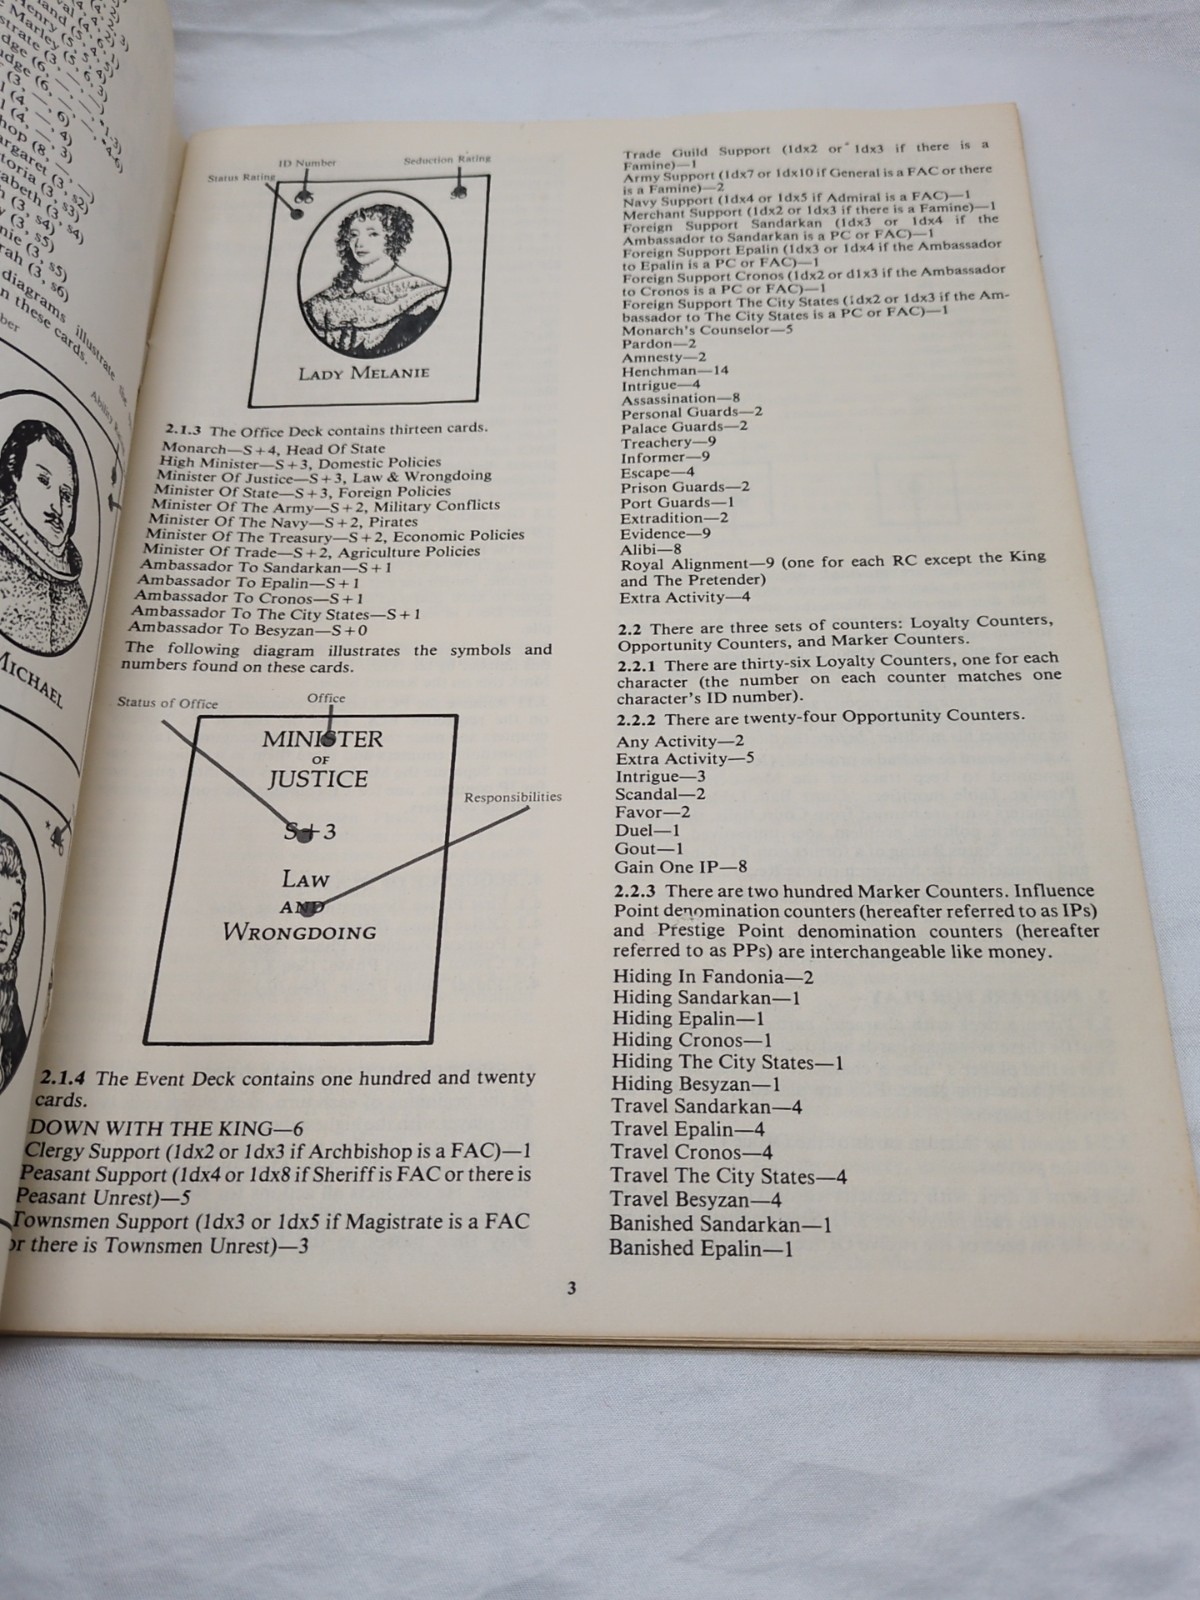 hop (8,
(3, s2)
(3, s3)
(3, s4)
(3, s4)
(3, s5)
(3, s5)
rah (3, s6)
diagrams illustrate the
n these cards.
MICHAEL
ID Number
Seduction Rating
Status Rating
LADY MELANIE
2.1.3 The Office Deck contains thirteen cards.
Monarch—S+4, Head Of State
High Minister—S+3, Domestic Policies
Minister Of Justice—S+3, Law & Wrongdoing
Minister Of State—S+3, Foreign Policies
Minister Of The Army—S+2, Military Conflicts
Minister Of The Navy—S+2, Pirates
Minister Of The Treasury—S+2, Economic Policies
Minister Of Trade—S+2, Agriculture Policies
Ambassador To Sandarkan—S+1
Ambassador To Epalin—S+1
Ambassador To Cronos—S+1
Ambassador To The City States—S+1
Ambassador To Besyzan—S+0
The following diagram illustrates the symbols and
numbers found on these cards.
Status of Office
Office
MINISTER
OF
JUSTICE
Responsibilities
S+3
LAW
AND
WRONGDOING
2.1.4 The Event Deck contains one hundred and twenty
cards.
DOWN WITH THE KING—6
Clergy Support (1dx2 or 1dx3 if Archbishop is a FAC)—1
Peasant Support (1dx4 or 1dx8 if Sheriff is FAC or there is
Peasant Unrest)—5
Townsmen Support (1dx3 or 1dx5 if Magistrate is a FAC
or there is Townsmen Unrest)—3
Trade Guild Support (1dx2 or 1dx3 if there is a
Famine)—1
Army Support (1dx7 or 1dx10 if General is a FAC or there
is a Famine)—2
Navy Support (1dx4 or 1dx5 if Admiral is a FAC)—1
Merchant Support (1dx2 or 1dx3 if there is a Famine)—1
Foreign Support Sandarkan (1dx3 or 1dx4 if the
Ambassador to Sandarkan is a PC or FAC)—1
Foreign Support Epalin (1dx3 or 1dx4 if the Ambassador
to Epalin is a PC or FAC)—1
Foreign Support Cronos (1dx2 or d1x3 if the Ambassador
to Cronos is a PC or FAC)—1
Foreign Support The City States (1dx2 or 1dx3 if the Am-
bassador to The City States is a PC or FAC)—1
Monarch's Counselor—5
Pardon—2
Amnesty—2
Henchman—14
Intrigue—4
Assassination—8
Personal Guards—2
Palace Guards—2
Treachery—9
Informer—9
Escape—4
Prison Guards—2
Port Guards—1
Extradition—2
Evidence—9
Alibi—8
Royal Alignment—9 (one for each RC except the King
and The Pretender)
Extra Activity—4
2.2 There are three sets of counters: Loyalty Counters,
Opportunity Counters, and Marker Counters.
2.2.1 There are thirty-six Loyalty Counters, one for each
character (the number on each counter matches one
character's ID number).
2.2.2 There are twenty-four Opportunity Counters.
Any Activity—2
Extra Activity—5
Intrigue—3
Scandal—2
Favor—2
Duel—1
Gout—1
Gain One IP—8
2.2.3 There are two hundred Marker Counters. Influence
Point denomination counters (hereafter referred to as IPs)
and Prestige Point denomination counters (hereafter
referred to as PPs) are interchangeable like money.
Hiding In Fandonia—2
Hiding Sandarkan—1
Hiding Epalin—1
Hiding Cronos—1
Hiding The City States—1
Hiding Besyzan—1
Travel Sandarkan—4
Travel Epalin—4
Travel Cronos—4
Travel The City States—4
Travel Besyzan—4
Banished Sandarkan—1
Banished Epalin—1
3